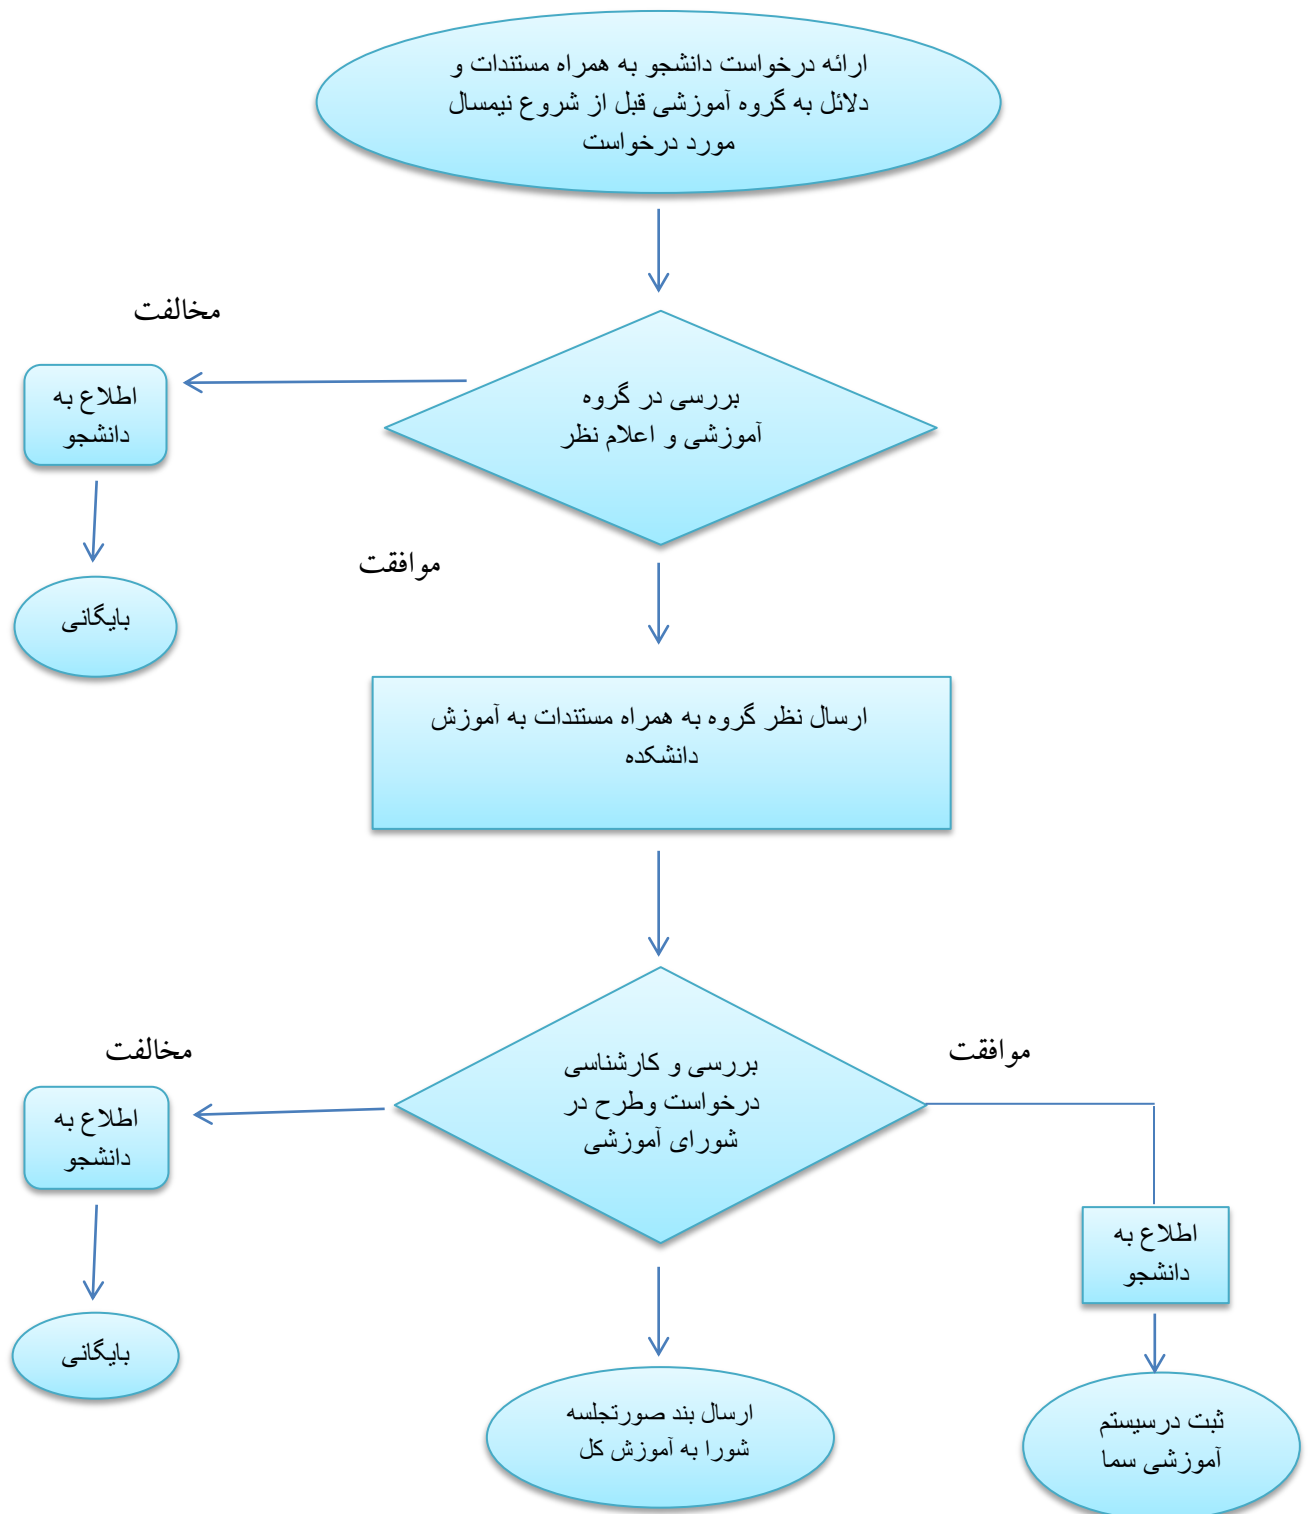 ارائه درخواست دانشجو به همراه مستندات و
دلائل به گروه آموزشی قبل از شروع نیمسال
مورد درخواست
مخالفت
اطلاع به
دانشجو
بررسی در گروه
آموزشی و اعلام نظر
موافقت
بایگانی
ارسال نظر گروه به همراه مستندات به آموزش
دانشکده
موافقت
مخالفت
بررسی و کارشناسی
درخواست وطرح در
شورای آموزشی
اطلاع به
دانشجو
اطلاع به
دانشجو
بایگانی
ارسال بند صورتجلسه
شورا به آموزش کل
ثبت درسیستم
آموزشی سما